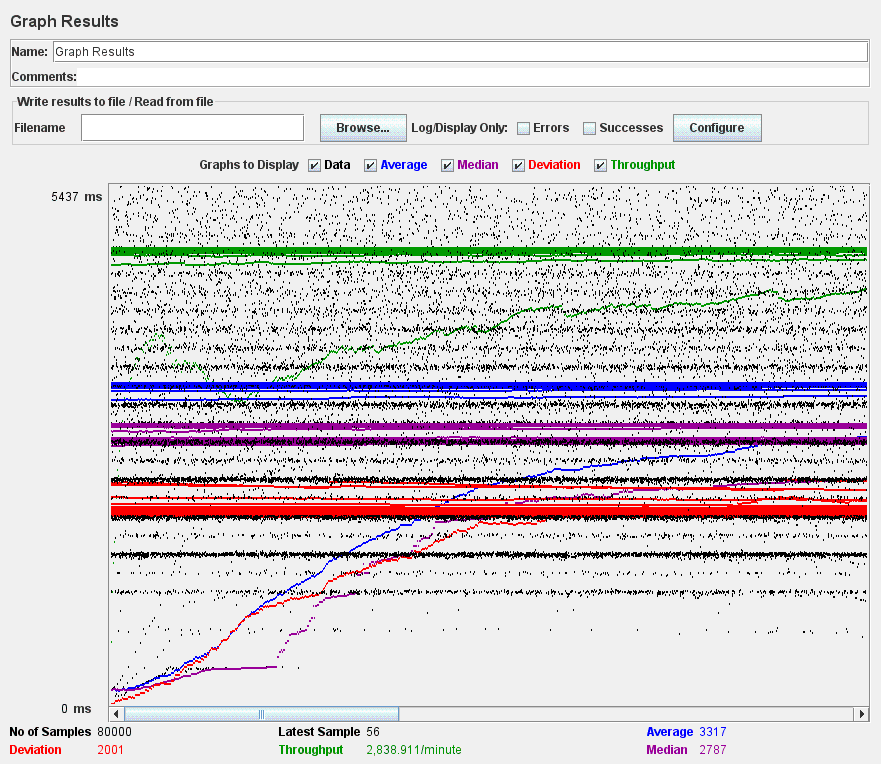 Graph Results
Name: Graph Results
Comments:
Write results to file / Read from file
Filename Browse... Log/Display Only: Errors Successes Configure
Graphs to Display Data Average Median Deviation Throughput
5437 ms
0 ms
No of Samples 80000 Latest Sample 56 Average 3317
Deviation 2001 Throughput 2,838.911/minute Median 2787